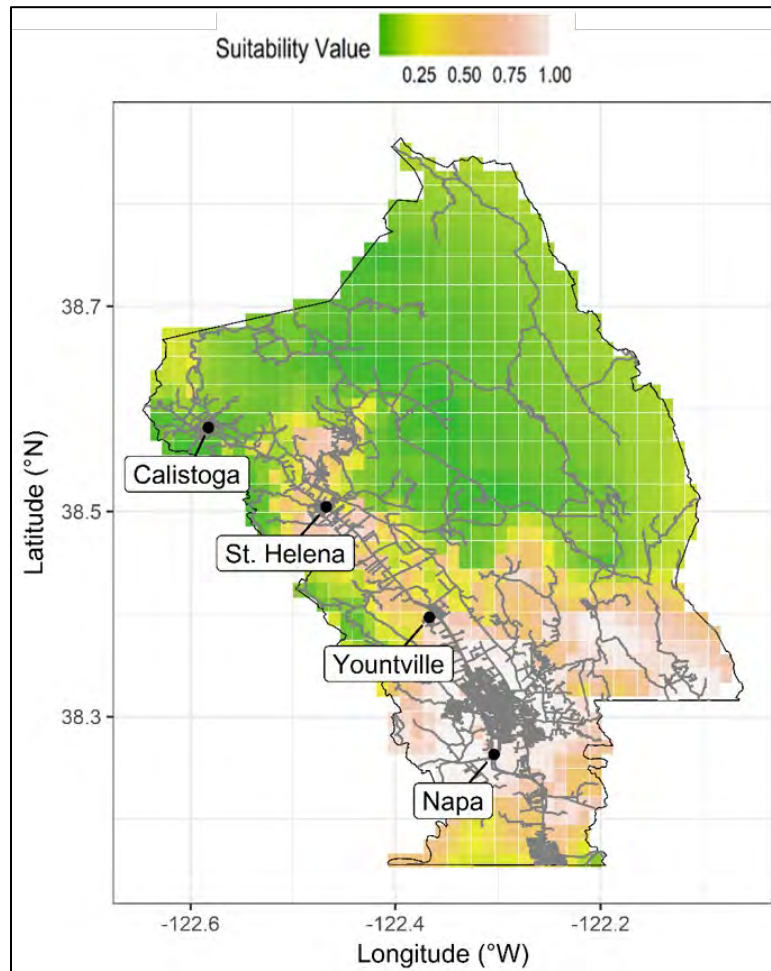 Suitability Value
0.25 0.50 0.75 1.00
Latitude (°N)
38.7
38.5
38.3
Calistoga
St. Helena
Yountville
Napa
-122.6 -122.4 -122.2
Longitude (°W)